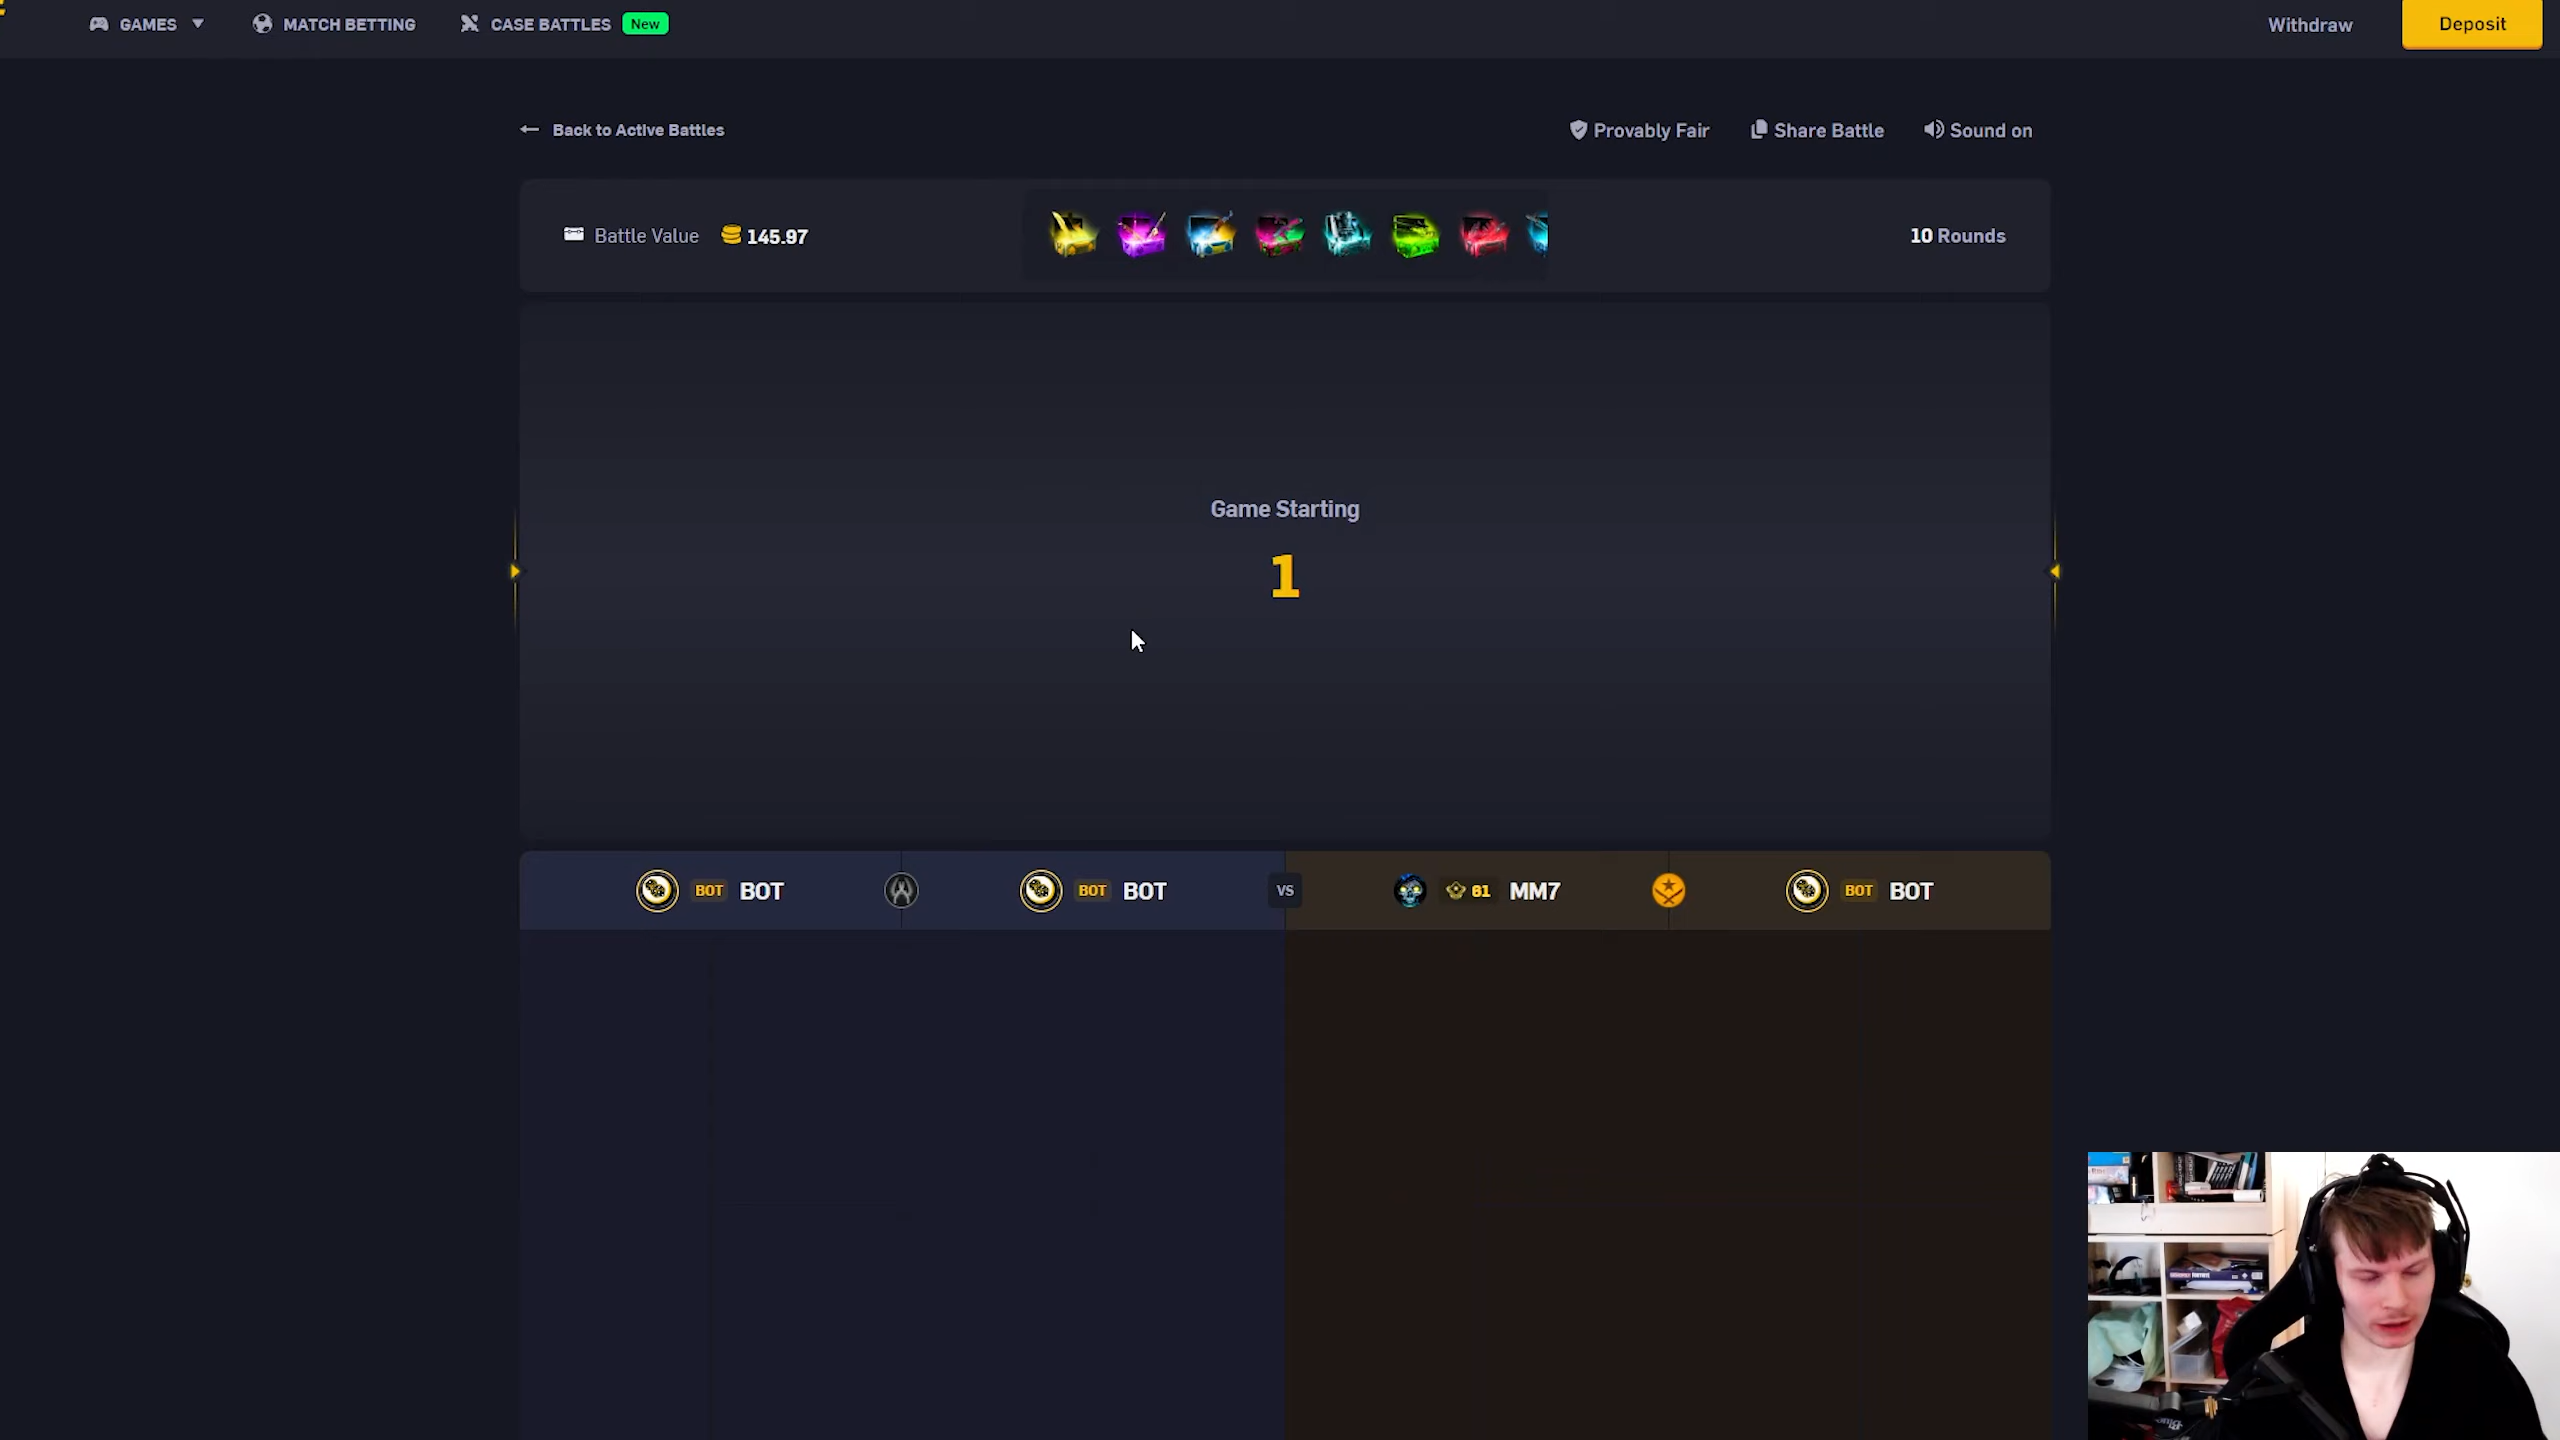 GAMES
MATCH BETTING
CASE BATTLES New
Withdraw
Deposit
Back to Active Battles
Provably Fair
Share Battle
Sound on
Battle Value 145.97
10 Rounds
Game Starting
1
BOT BOT
BOT BOT
VS
61 MM7
BOT BOT